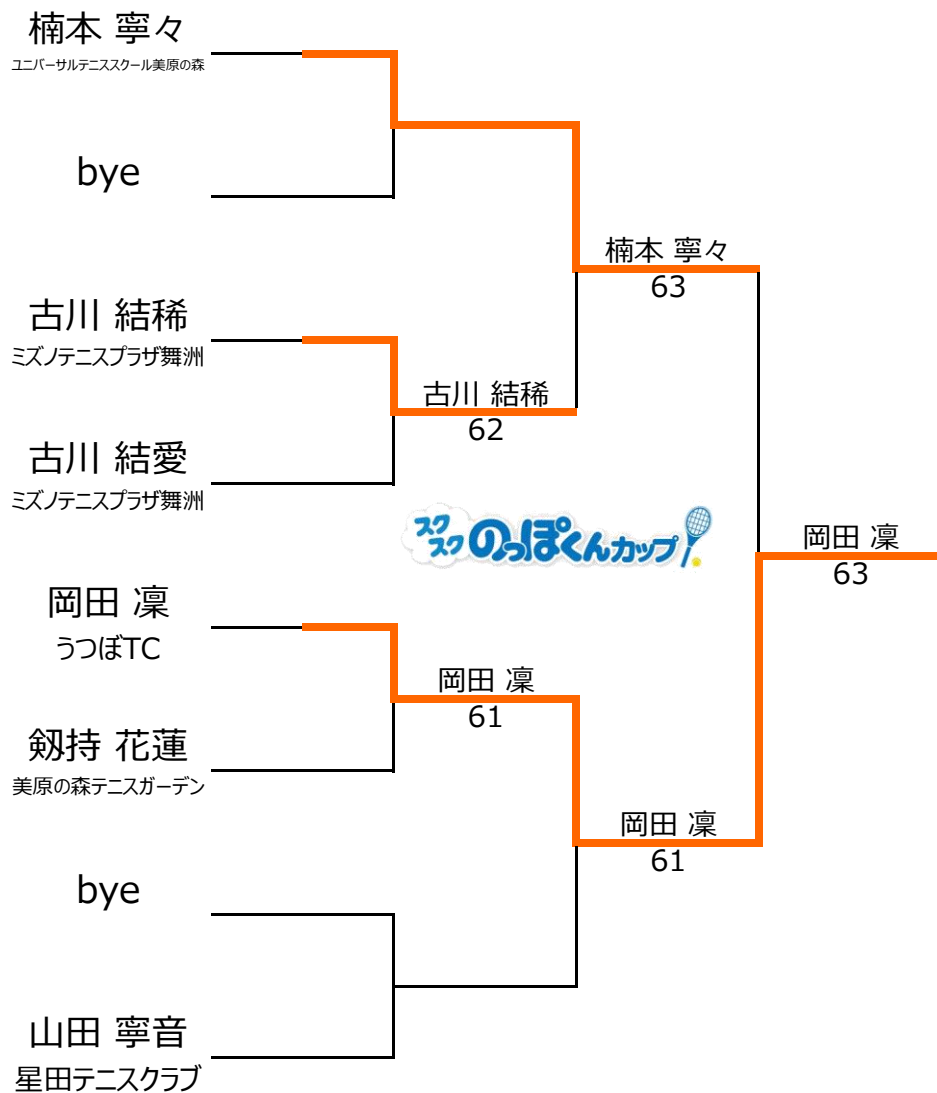 楠本 寧々
ユニバーサルテニススクール美原の森
bye
楠本 寧々
63
古川 結稀
ミズノテニスプラザ舞洲
古川 結稀
62
古川 結愛
ミズノテニスプラザ舞洲
スクスク のっぽくんカップ
岡田 凜
63
岡田 凜
うつぼTC
岡田 凜
61
剱持 花蓮
美原の森テニスガーデン
岡田 凜
61
bye
山田 寧音
星田テニスクラブ